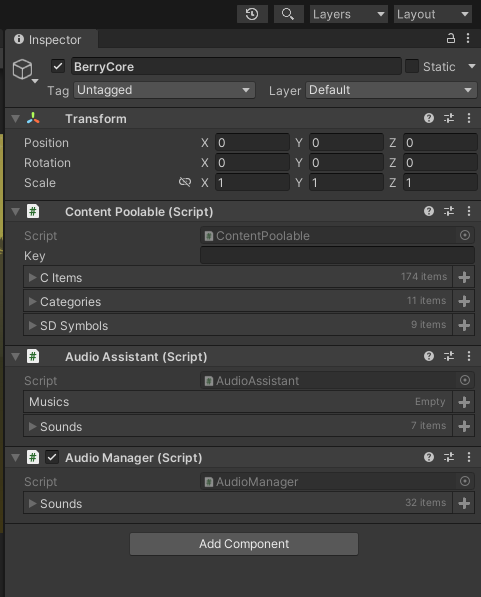 Layers Layout
Inspector
BerryCore Static
Tag Untagged Layer Default
Transform
Position X 0 Y 0 Z 0
Rotation X 0 Y 0 Z 0
Scale X 1 Y 1 Z 1
# Content Poolable (Script)
Script # ContentPoolable
Key
C Items 174 items
Categories 11 items
SD Symbols 9 items
# Audio Assistant (Script)
Script # AudioAssistant
Musics Empty
Sounds 7 items
# Audio Manager (Script)
Script # AudioManager
Sounds 32 items
Add Component